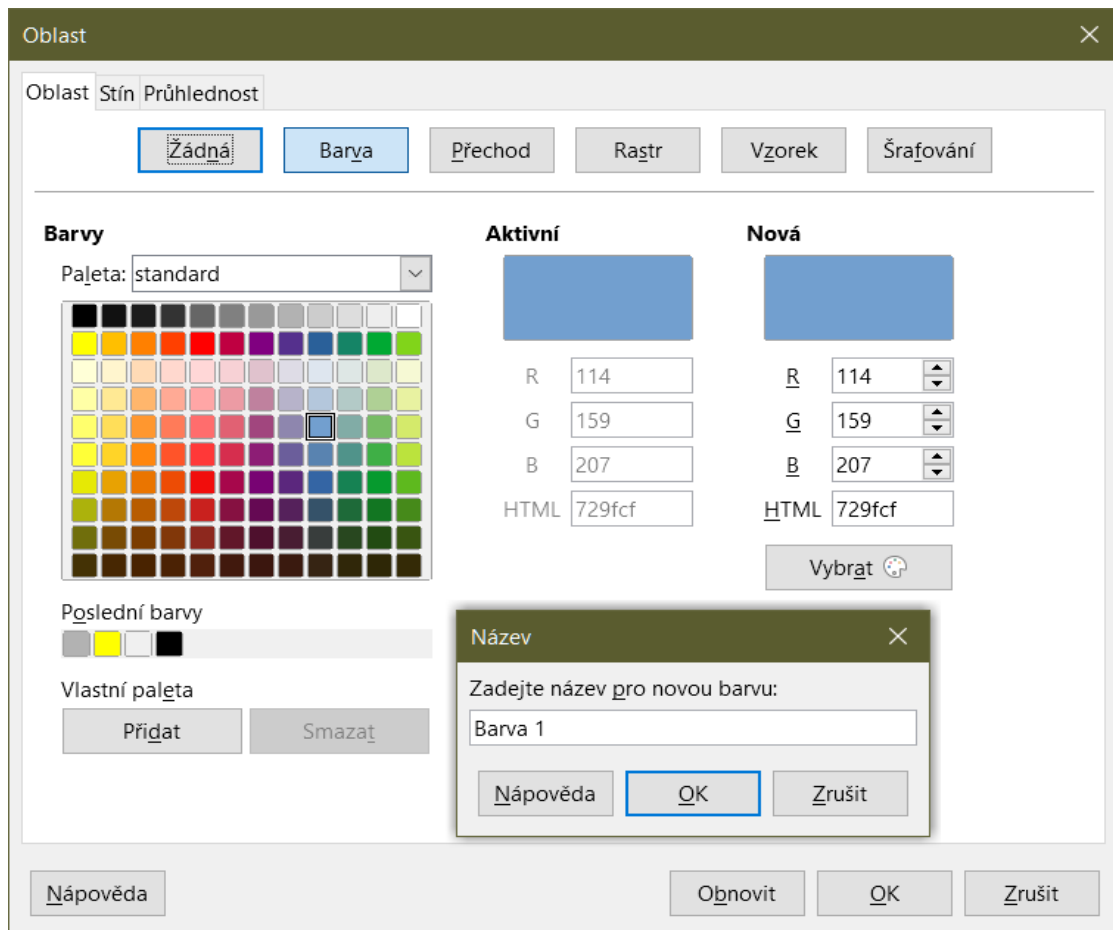 Oblast
Oblast Stín Průhlednost
Žádná Barva Přechod Rastr Vzorek Šrafování
Barvy
Paleta: standard
Aktivní
R 114
G 159
B 207
HTML 729fcf
Nová
R 114
G 159
B 207
HTML 729fcf
Vybrat
Poslední barvy
Vlastní paleta
Přidat Smazat
Název
Zadejte název pro novou barvu:
Barva 1
Nápověda OK Zrušit
Nápověda Obnovit OK Zrušit